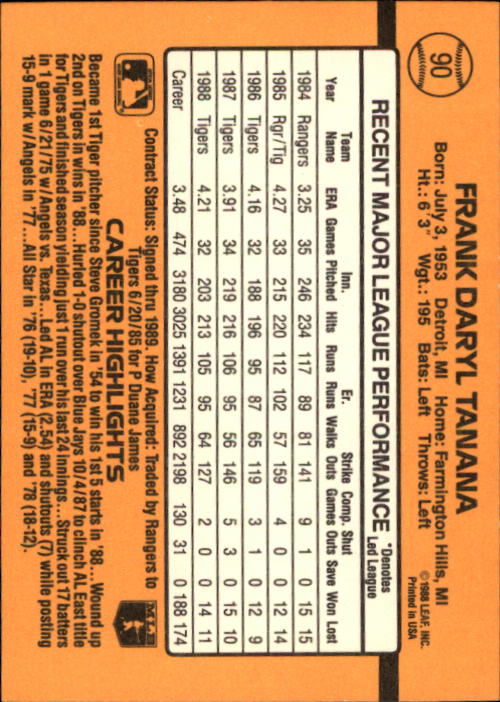 90
FRANK DARYL TANANA
Born: July 3, 1953 Detroit, MI Home: Farmington Hills, MI
Ht.: 6'3" Wgt.: 195 Bats: Left Throws: Left
©1988 LEAF, INC.
Printed in USA
RECENT MAJOR LEAGUE PERFORMANCE
*Denotes
Led League
Team Inn. Er. Strike Comp. Shut
Year Name ERA Games Pitched Hits Runs Runs Walks Outs Games Outs Save Won Lost
1984 Rangers 3.25 35 246 234 117 89 81 141 9 1 0 15 15
1985 Rgr/Tig 4.27 33 215 220 112 102 57 159 4 0 0 12 14
1986 Tigers 4.16 32 188 196 95 87 65 119 3 1 0 12 9
1987 Tigers 3.91 34 219 216 106 95 56 146 5 3 0 15 10
1988 Tigers 4.21 32 203 213 105 95 64 127 2 0 0 14 11
Career 3.48 474 3180 3025 1391 1231 892 2198 130 31 0 188 174
Contract Status: Signed thru 1989. How Acquired: Traded by Rangers to
Tigers 6/20/85 for P Duane James
CAREER HIGHLIGHTS
Became 1st Tiger pitcher since Steve Gromek in '54 to win his 1st 5 starts in '88...Wound up
2nd on Tigers in wins in '88...Hurled 1-0 shutout over Blue Jays 10/4/87 to clinch AL East title
for Tigers and finished season yielding just 1 run over his last 24 innings...Struck out 17 batters
in 1 game 6/21/75 w/Angels vs. Texas...Led AL in ERA (2.54) and shutouts (7) while posting
15-9 mark w/Angels in '77...All Star in '76 (19-10), '77 (15-9) and '78 (18-12).